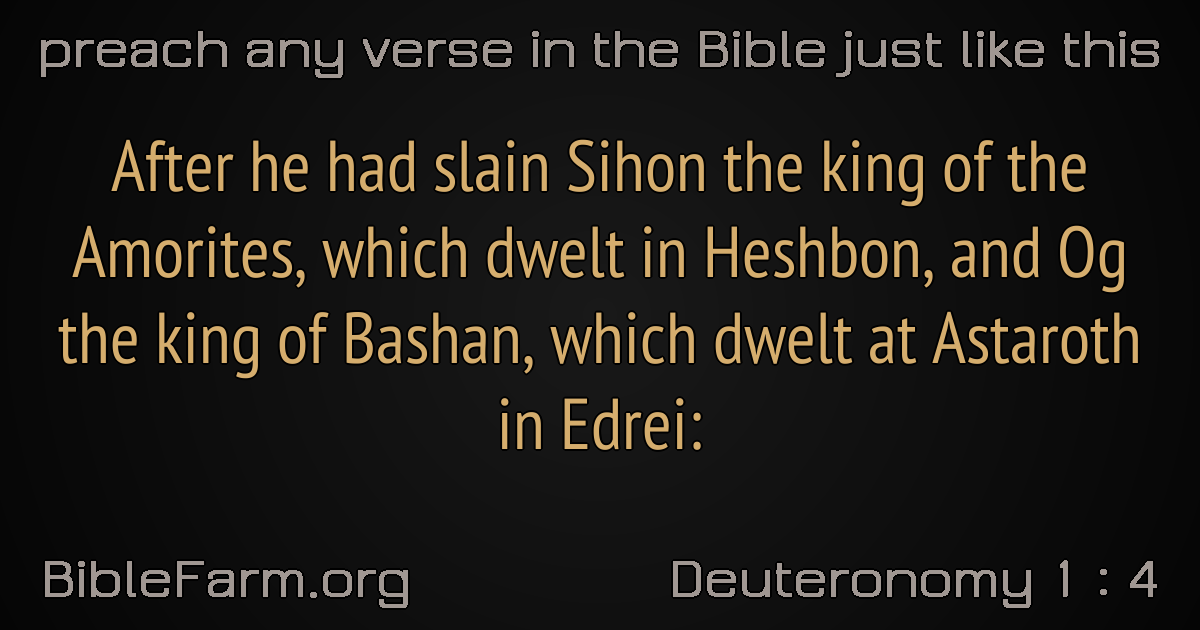 preach any verse in the Bible just like this
After he had slain Sihon the king of the
Amorites, which dwelt in Heshbon, and Og
the king of Bashan, which dwelt at Astaroth
in Edrei:
BibleFarm.org
Deuteronomy 1 : 4